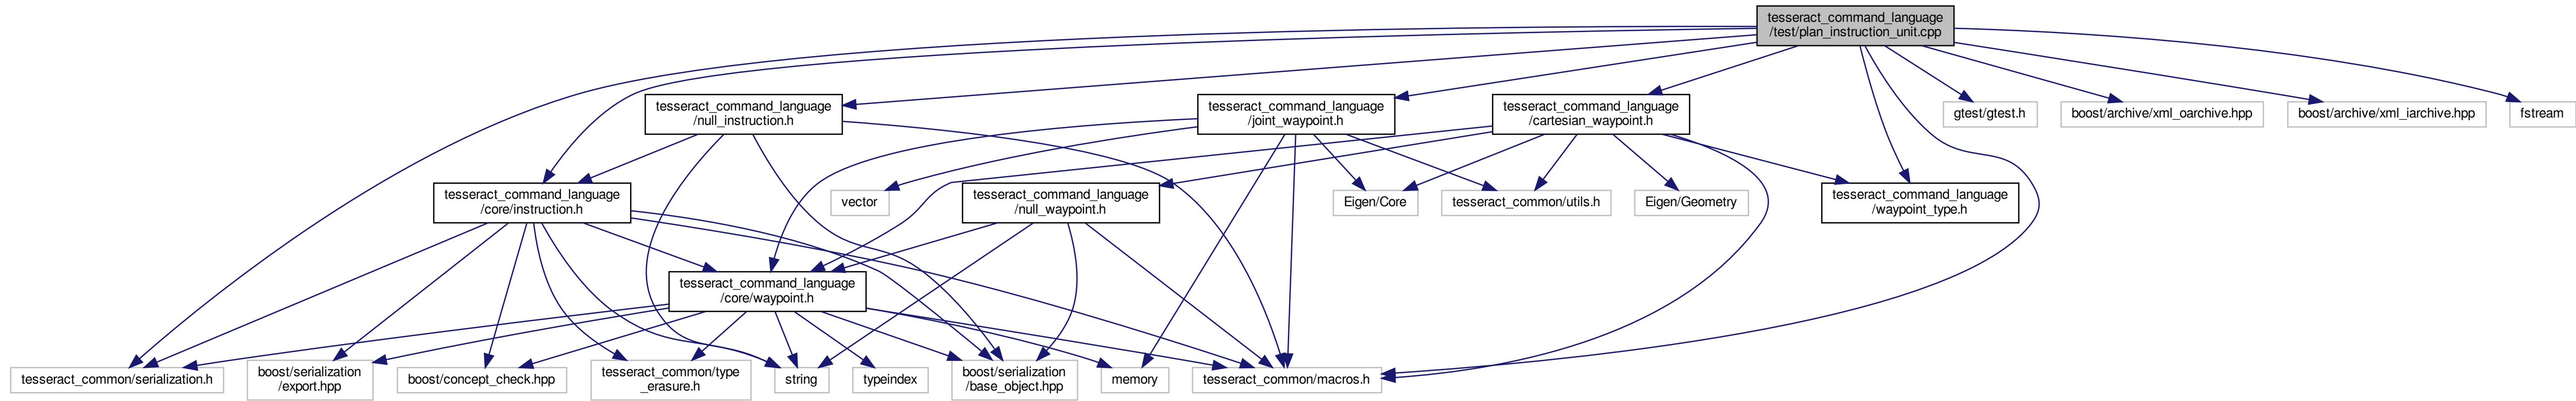 tesseract_command_language
/test/plan_instruction_unit.cpp
tesseract_command_language
/null_instruction.h
tesseract_command_language
/joint_waypoint.h
tesseract_command_language
/cartesian_waypoint.h
gtest/gtest.h
boost/archive/xml_oarchive.hpp
boost/archive/xml_iarchive.hpp
fstream
tesseract_command_language
/core/instruction.h
vector
tesseract_command_language
/null_waypoint.h
Eigen/Core
tesseract_common/utils.h
Eigen/Geometry
tesseract_command_language
/waypoint_type.h
tesseract_command_language
/core/waypoint.h
tesseract_common/serialization.h
boost/serialization
/export.hpp
boost/concept_check.hpp
tesseract_common/type
_erasure.h
string
typeindex
boost/serialization
/base_object.hpp
memory
tesseract_common/macros.h